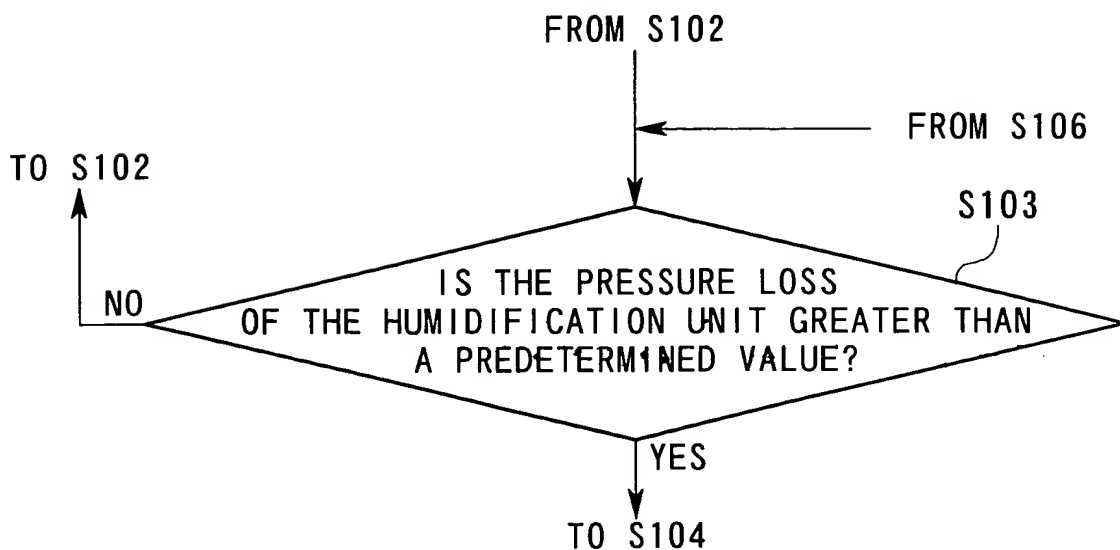 FROM S102
FROM S106
TO S102
S103
IS THE PRESSURE LOSS
OF THE HUMIDIFICATION UNIT GREATER THAN
A PREDETERMINED VALUE?
NO
YES
TO S104